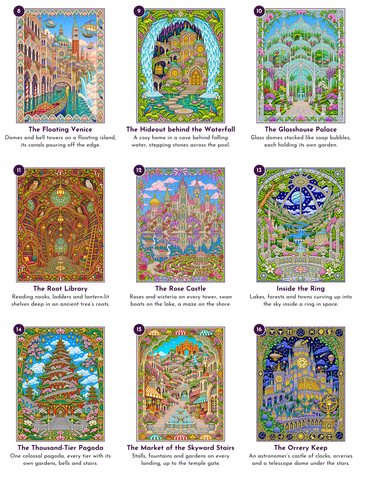 8
9
10
The Floating Venice
The Hideout behind the Waterfall
The Glasshouse Palace
Domes and bell towers on a floating island,
its canals pouring off the edge.
A cosy home in a cave behind falling
water, stepping stones across the pool.
Glass domes stacked like soap bubbles,
each holding its own garden.
11
12
13
The Root Library
The Rose Castle
Inside the Ring
Reading nooks, ladders and lantern-lit
shelves deep in an ancient tree's roots.
Roses and wisteria on every tower, swan
boats on the lake, a maze on the shore.
Lakes, forests and towns curving up into
the sky inside a ring in space.
14
15
16
The Thousand-Tier Pagoda
The Market of the Skyward Stairs
The Orrery Keep
One colossal pagoda, every tier with its
own gardens, bells and stairs.
Stalls, fountains and gardens on every
landing, up to the temple gate.
An astronomer's castle of clocks, orreries
and a telescope dome under the stars.